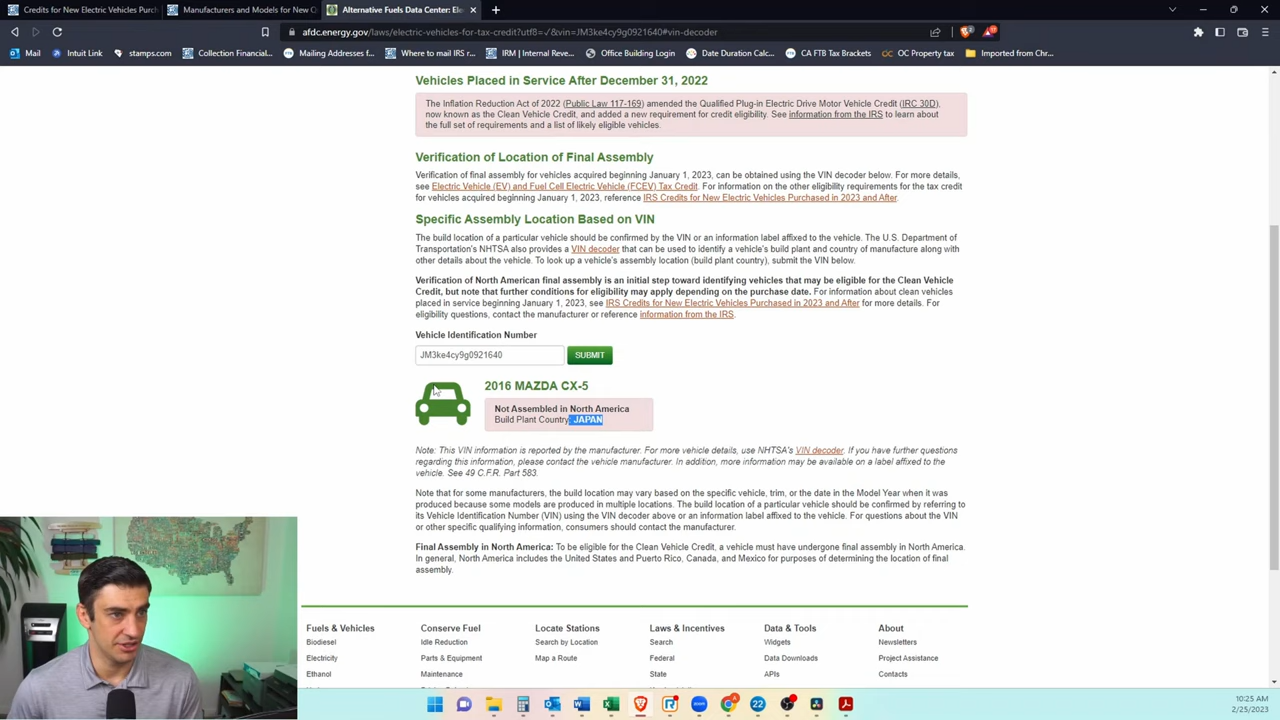 Credits for New Electric Vehicles Purch
Manufacturers and Models for New C
Alternative Fuels Data Center: Ele
afdc.energy.gov/laws/electric-vehicles-for-tax-credit?utf8=✓&vin=JM3ke4cy9g0921640#vin-decoder
Mail
Intuit Link
stamps.com
Collection Financial...
Mailing Addresses f...
Where to mail IRS r...
IRM | Internal Reve...
Office Building Login
Date Duration Calc...
CA FTB Tax Brackets
OC Property tax
Imported from Chr...
Vehicles Placed in Service After December 31, 2022
The Inflation Reduction Act of 2022 (Public Law 117-169) amended the Qualified Plug-in Electric Drive Motor Vehicle Credit (IRC 30D),
now known as the Clean Vehicle Credit, and added a new requirement for credit eligibility. See information from the IRS to learn about
the full set of requirements and a list of likely eligible vehicles.
Verification of Location of Final Assembly
Verification of final assembly for vehicles acquired beginning January 1, 2023, can be obtained using the VIN decoder below. For more details,
see Electric Vehicle (EV) and Fuel Cell Electric Vehicle (FCEV) Tax Credit. For information on the other eligibility requirements for the tax credit
for vehicles acquired beginning January 1, 2023, reference IRS Credits for New Electric Vehicles Purchased in 2023 and After.
Specific Assembly Location Based on VIN
The build location of a particular vehicle should be confirmed by the VIN or an information label affixed to the vehicle. The U.S. Department of
Transportation's NHTSA also provides a VIN decoder that can be used to identify a vehicle's build plant and country of manufacture along with
other details about the vehicle. To look up a vehicle's assembly location (build plant country), submit the VIN below.
Verification of North American final assembly is an initial step toward identifying vehicles that may be eligible for the Clean Vehicle
Credit, but note that further conditions for eligibility may apply depending on the purchase date. For information about clean vehicles
placed in service beginning January 1, 2023, see IRS Credits for New Electric Vehicles Purchased in 2023 and After for more details. For
eligibility questions, contact the manufacturer or reference information from the IRS.
Vehicle Identification Number
JM3ke4cy9g0921640
SUBMIT
2016 MAZDA CX-5
Not Assembled in North America
Build Plant Country: JAPAN
Note: This VIN information is reported by the manufacturer. For more vehicle details, use NHTSA's VIN decoder. If you have further questions
regarding this information, please contact the vehicle manufacturer. In addition, more information may be available on a label affixed to the
vehicle. See 49 C.F.R. Part 583.
Note that for some manufacturers, the build location may vary based on the specific vehicle, trim, or the date in the Model Year when it was
produced because some models are produced in multiple locations. The build location of a particular vehicle should be confirmed by referring to
its Vehicle Identification Number (VIN) using the VIN decoder above or an information label affixed to the vehicle. For questions about the VIN
or other specific qualifying information, consumers should contact the manufacturer.
Final Assembly in North America: To be eligible for the Clean Vehicle Credit, a vehicle must have undergone final assembly in North America.
In general, North America includes the United States and Puerto Rico, Canada, and Mexico for purposes of determining the location of final
assembly.
Fuels & Vehicles
Conserve Fuel
Locate Stations
Laws & Incentives
Data & Tools
About
Biodiesel
Idle Reduction
Search by Location
Search
Widgets
Newsletters
Electricity
Parts & Equipment
Map a Route
Federal
Data Downloads
Project Assistance
Ethanol
Maintenance
State
APIs
Contacts
22
10:25 AM
2/25/2023